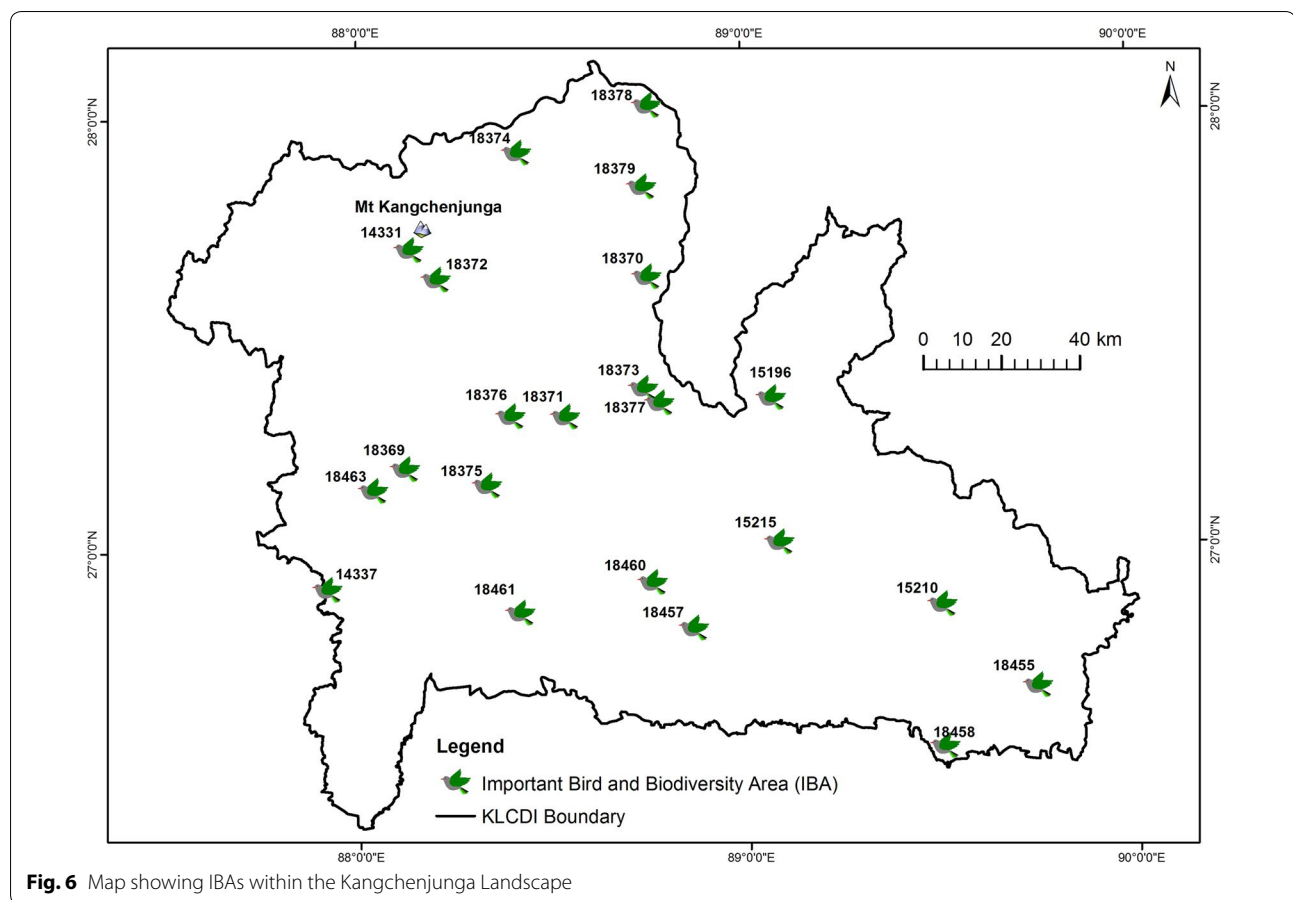 88°0'0"E 89°0'0"E 90°0'0"E
N
28°0'0"N
28°0'0"N
18378
18374
18379
Mt Kangchenjunga
14331
18372
18370
0 10 20 40 km
18373
15196
18377
18376 18371
18369
18463
18375
15215
27°0'0"N
27°0'0"N
14337
18460
18461
18457
15210
18455
18458
Legend
Important Bird and Biodiversity Area (IBA)
KLCDI Boundary
88°0'0"E 89°0'0"E 90°0'0"E
Fig. 6 Map showing IBAs within the Kangchenjunga Landscape